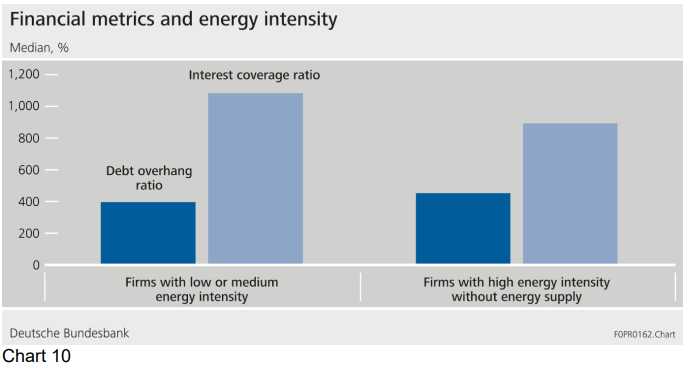 Financial metrics and energy intensity
Median, %
1,200
1,000
800
600
400
200
0
Interest coverage ratio
Debt overhang
ratio
Firms with low or medium
energy intensity
Firms with high energy intensity
without energy supply
Deutsche Bundesbank
F0PR0162.Chart
Chart 10